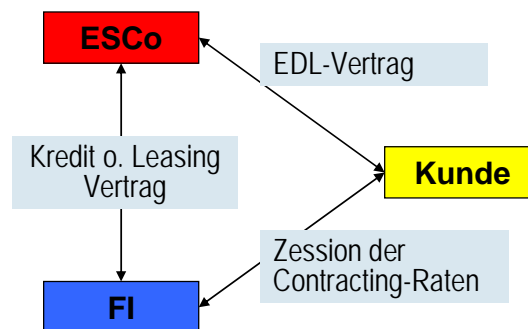 ESCo
EDL-Vertrag
Kredit o. Leasing
Vertrag
Kunde
Zession der
Contracting-Raten
FI